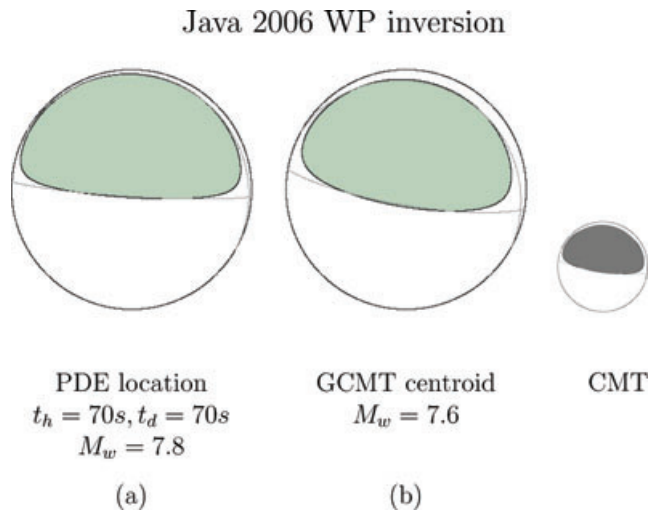 Java 2006 WP inversion
PDE location
t_h = 70s, t_d = 70s
M_w = 7.8
(a)
GCMT centroid
M_w = 7.6
(b)
CMT